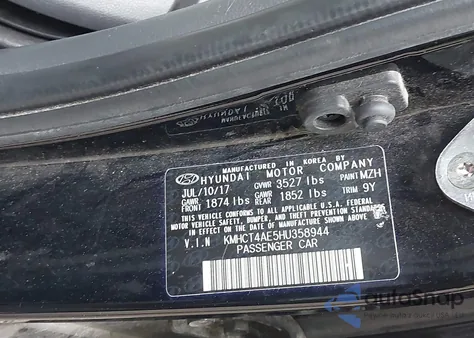 MANUFACTURED IN KOREA BY
HYUNDAI MOTOR COMPANY
JUL/10/17 GVWR 3527 lbs PAINT MZH
GAWR FRONT 1874 lbs GAWR REAR 1852 lbs TRIM 9Y
THIS VEHICLE CONFORMS TO ALL APPLICABLE U.S.A. FEDERAL
MOTOR VEHICLE SAFETY, BUMPER, AND THEFT PREVENTION
STANDARDS IN EFFECT ON THE DATE OF MANUFACTURE SHOWN ABOVE.
V.I.N KMHCT4AE5HU358944
PASSENGER CAR
autoSnap